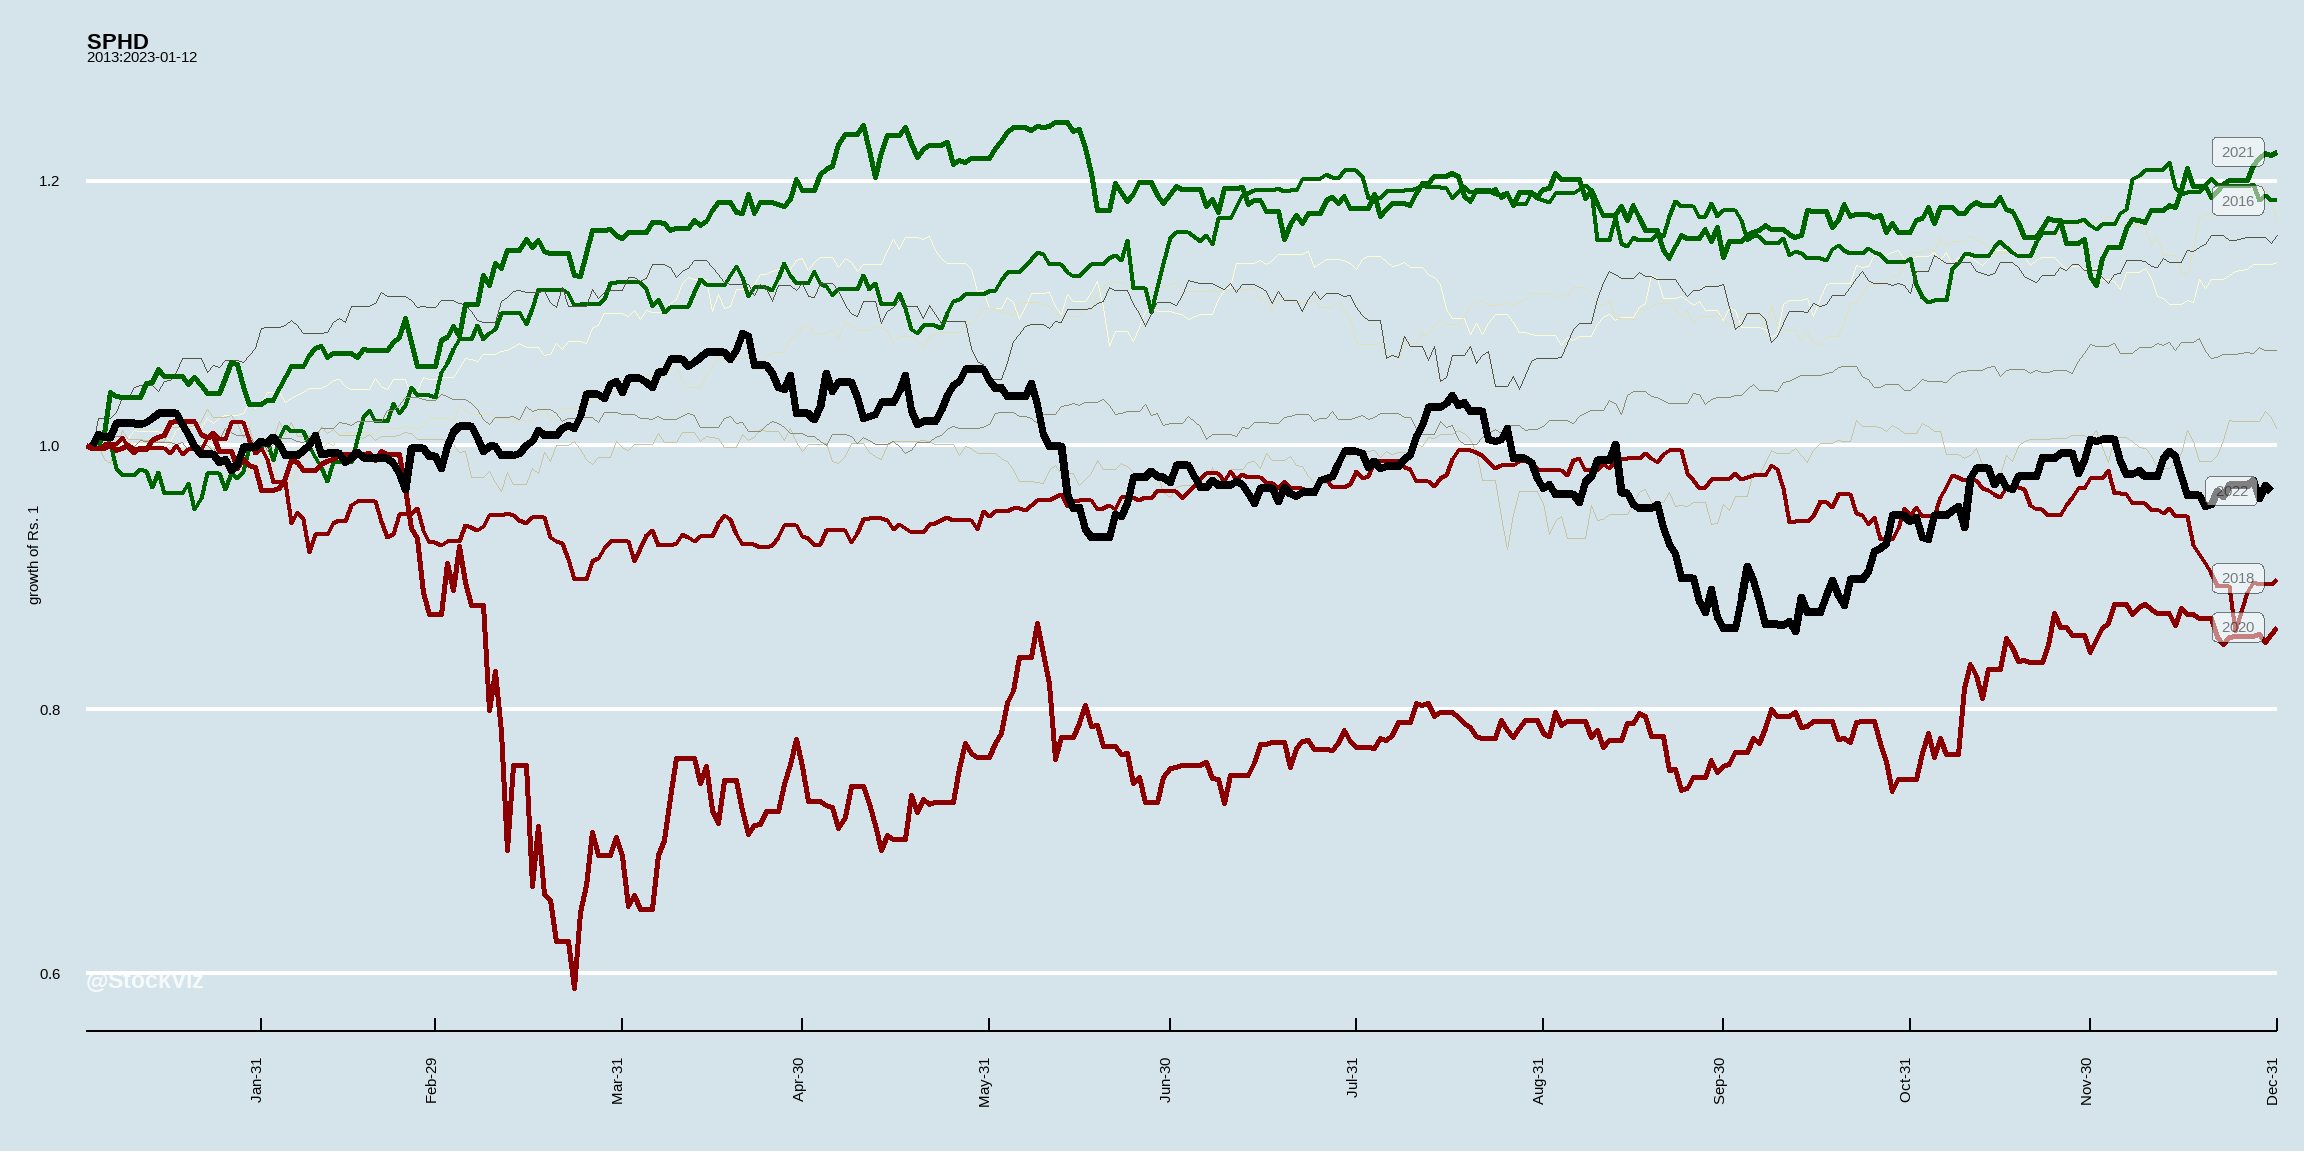 SPHD
2013:2023-01-12
1.2
1.0
0.8
0.6
growth of Rs. 1
2021
2016
2022
2018
2020
@StockViz
Jan-31
Feb-29
Mar-31
Apr-30
May-31
Jun-30
Jul-31
Aug-31
Sep-30
Oct-31
Nov-30
Dec-31